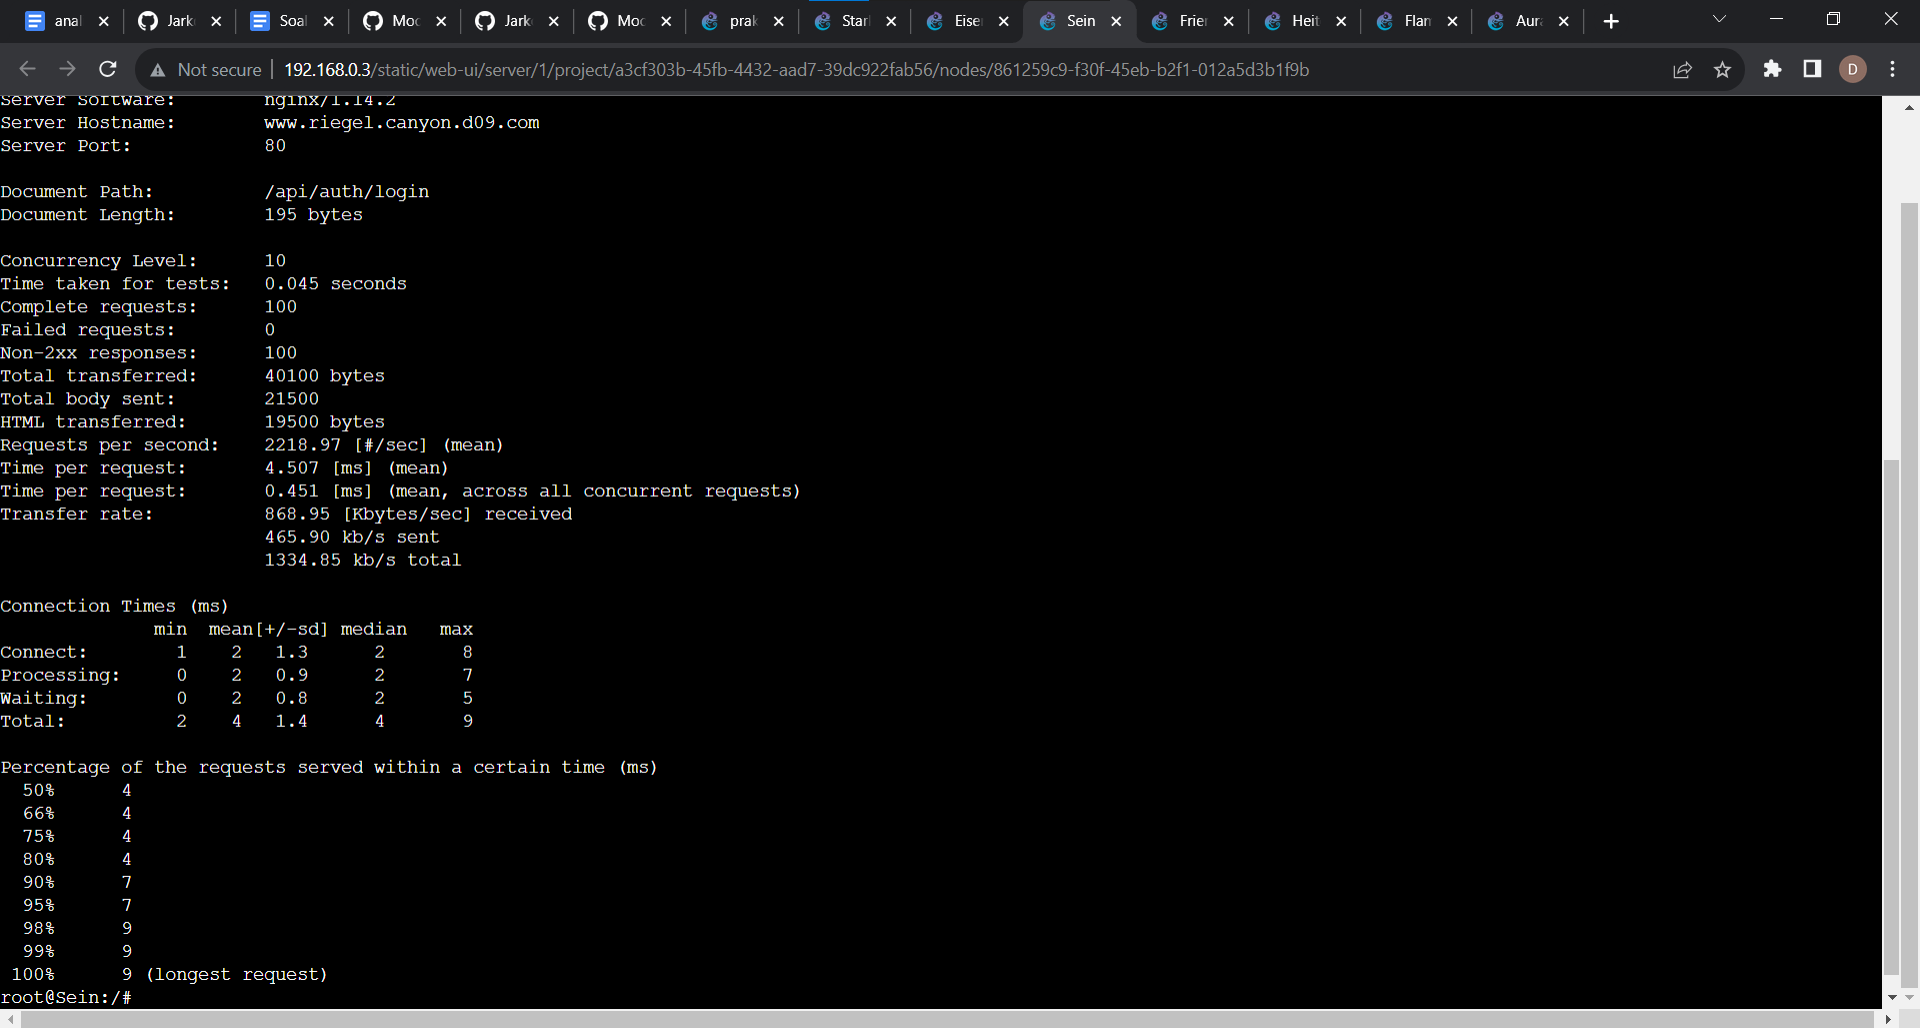 anal Jark Soal Moc Jark Moc prak Star Eise Sein Frie Heit Flan Aura
Not secure 192.168.0.3/static/web-ui/server/1/project/a3cf303b-45fb-4432-aad7-39dc922fab56/nodes/861259c9-f30f-45eb-b2f1-012a5d3b1f9b D
Server Software: nginx/1.14.2
Server Hostname: www.riegel.canyon.d09.com
Server Port: 80
Document Path: /api/auth/login
Document Length: 195 bytes
Concurrency Level: 10
Time taken for tests: 0.045 seconds
Complete requests: 100
Failed requests: 0
Non-2xx responses: 100
Total transferred: 40100 bytes
Total body sent: 21500
HTML transferred: 19500 bytes
Requests per second: 2218.97 [#/sec] (mean)
Time per request: 4.507 [ms] (mean)
Time per request: 0.451 [ms] (mean, across all concurrent requests)
Transfer rate: 868.95 [Kbytes/sec] received
465.90 kb/s sent
1334.85 kb/s total
Connection Times (ms)
min mean[+/-sd] median max
Connect: 1 2 1.3 2 8
Processing: 0 2 0.9 2 7
Waiting: 0 2 0.8 2 5
Total: 2 4 1.4 4 9
Percentage of the requests served within a certain time (ms)
50% 4
66% 4
75% 4
80% 4
90% 7
95% 7
98% 9
99% 9
100% 9 (longest request)
root@Sein:/#